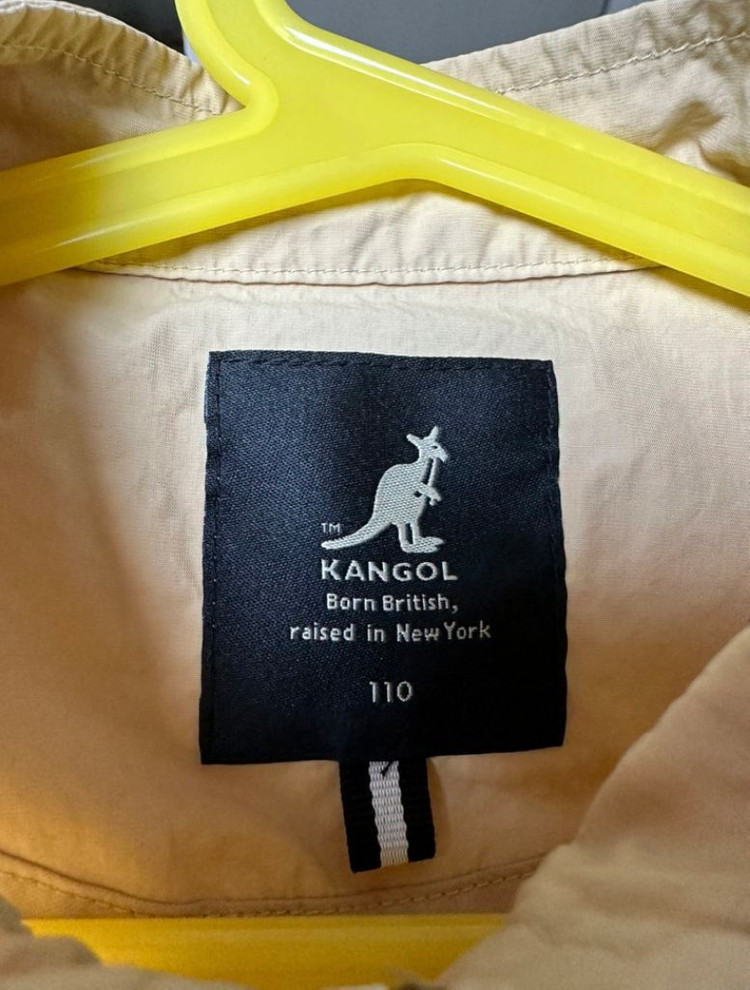 TM
KANGOL
Born British,
raised in New York
110